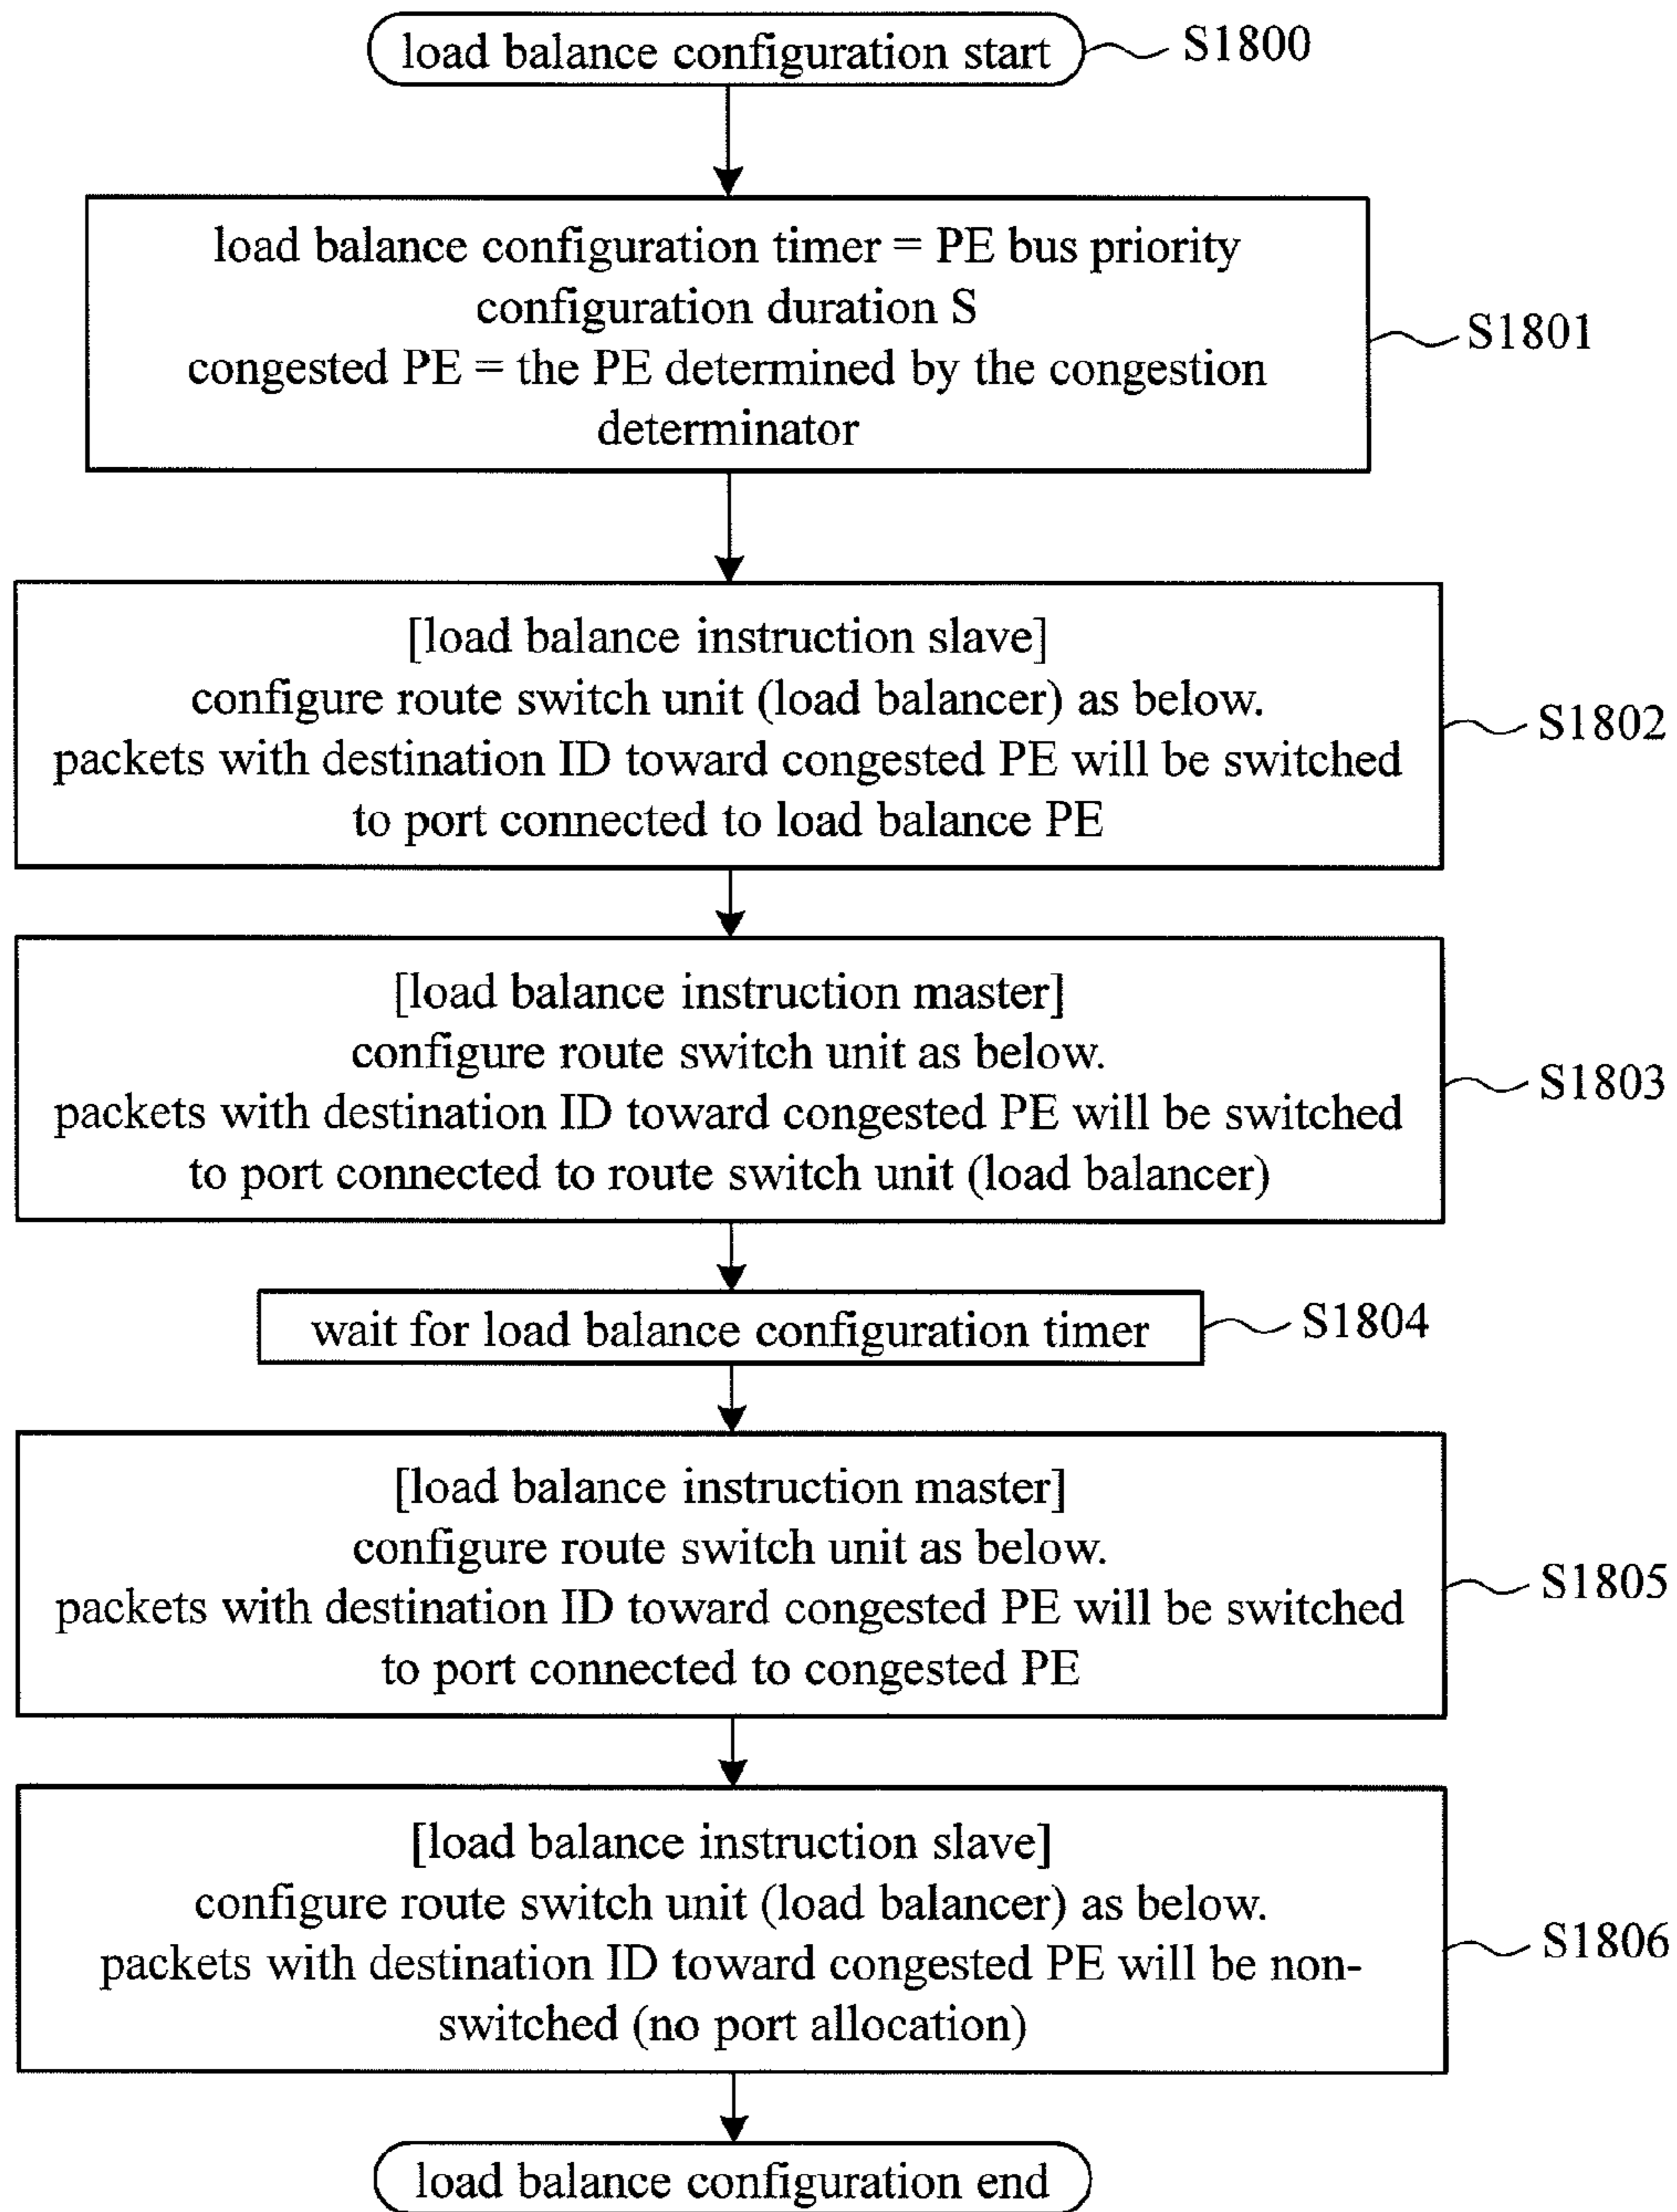 load balance configuration start
S1800
load balance configuration timer = PE bus priority
configuration duration S
congested PE = the PE determined by the congestion
determinator
S1801
[load balance instruction slave]
configure route switch unit (load balancer) as below.
packets with destination ID toward congested PE will be switched
to port connected to load balance PE
S1802
[load balance instruction master]
configure route switch unit as below.
packets with destination ID toward congested PE will be switched
to port connected to route switch unit (load balancer)
S1803
wait for load balance configuration timer
S1804
[load balance instruction master]
configure route switch unit as below.
packets with destination ID toward congested PE will be switched
to port connected to congested PE
S1805
[load balance instruction slave]
configure route switch unit (load balancer) as below.
packets with destination ID toward congested PE will be non-
switched (no port allocation)
S1806
load balance configuration end